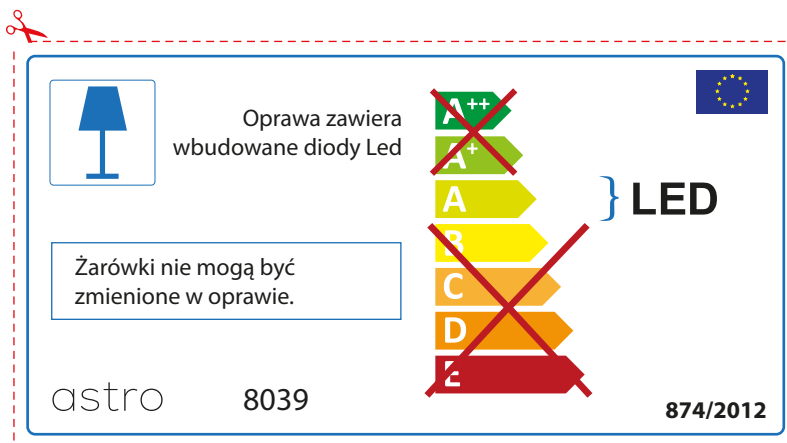 Oprawa zawiera
wbudowane diody Led
A++
A+
A
B
C
D
E
LED
Żarówki nie mogą być
zmienione w oprawie.
astro
8039
874/2012